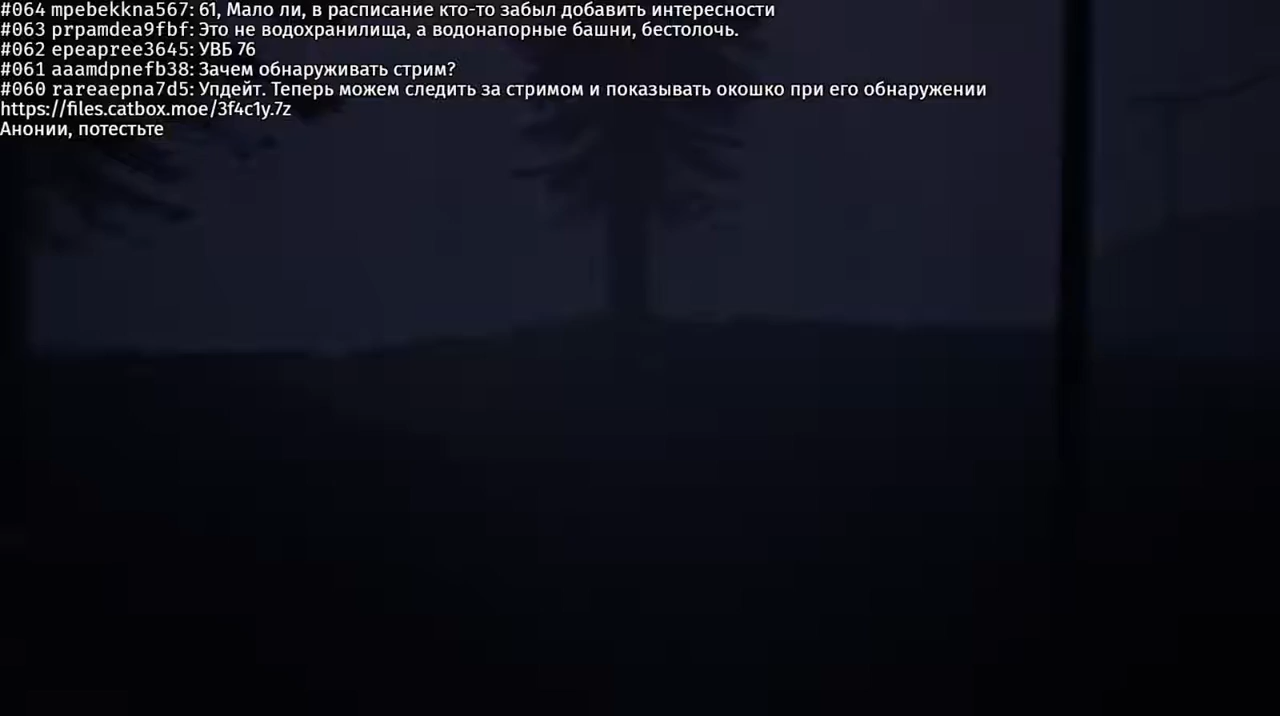 #064 mpebekkna567: 61, Мало ли, в расписание кто-то забыл добавить интересности
#063 prpamdea9fbf: Это не водохранилища, а водонапорные башни, бестолочь.
#062 epeapree3645: УВБ 76
#061 aaamdpnefb38: Зачем обнаруживать стрим?
#060 rareaepna7d5: Упдейт. Теперь можем следить за стримом и показывать окошко при его обнаружении
https://files.catbox.moe/3f4c1y.7z
Анонии, потестьте